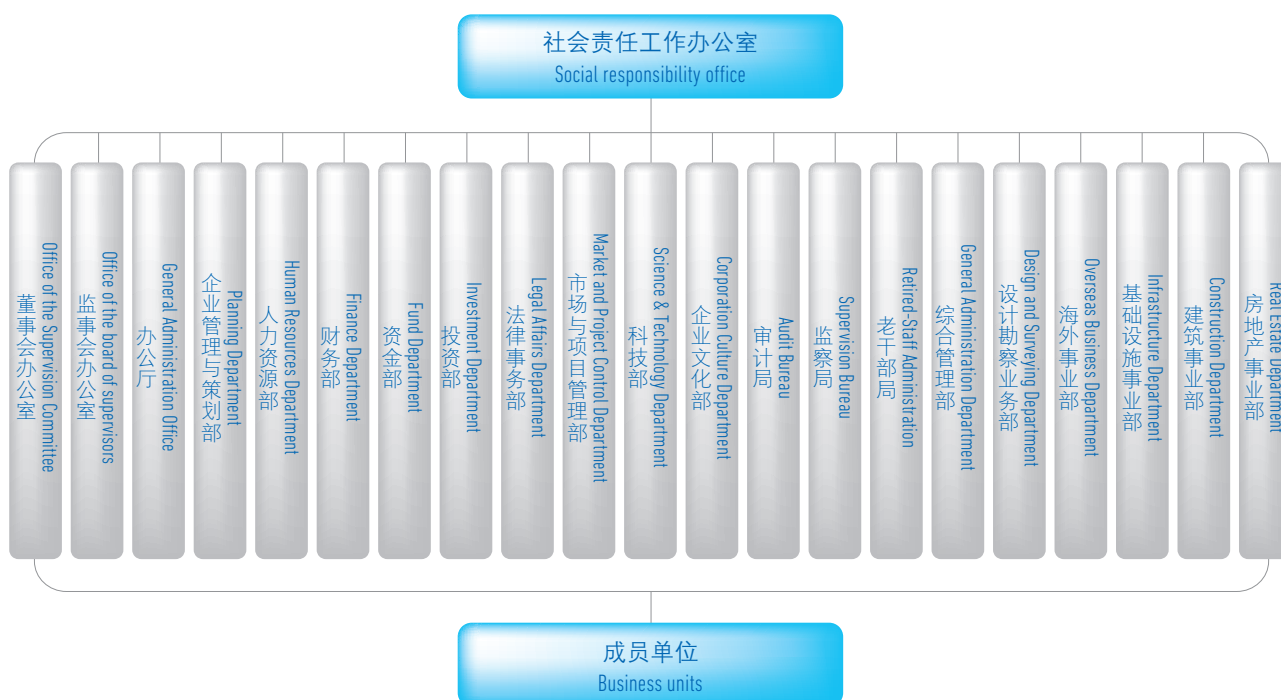 社会责任工作办公室
Social responsibility office
Office of the Supervision Committee
董事会办公室
Office of the board of supervisors
监事会办公室
General Administration Office
办公厅
Planning Department
企业管理与策划部
Human Resources Department
人力资源部
Finance Department
财务部
Fund Department
资金部
Investment Department
投资部
Legal Affairs Department
法律事务部
Market and Project Control Department
市场与项目管理部
Science & Technology Department
科技部
Corporation Culture Department
企业文化部
Audit Bureau
审计局
Supervision Bureau
监察局
Retired-Staff Administration
老干部局
General Administration Department
综合管理部
Design and Surveying Department
设计勘察业务部
Overseas Business Department
海外事业部
Infrastructure Department
基础设施事业部
Construction Department
建筑事业部
Real Estate Department
房地产事业部
成员单位
Business units